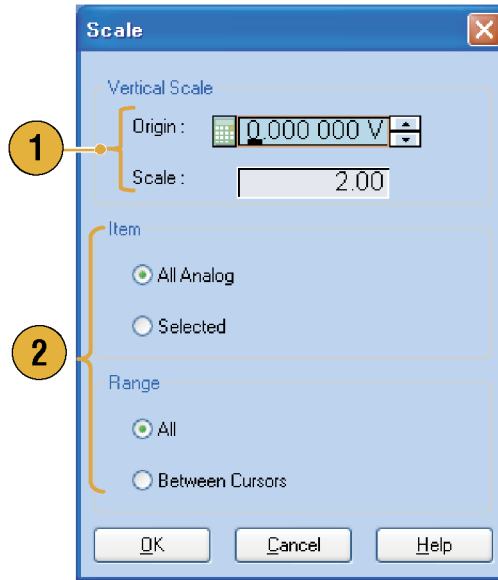 Scale
Vertical Scale
Origin : 0.000 000 V
1
Scale : 2.00
Item
All Analog
Selected
2
Range
All
Between Cursors
OK Cancel Help